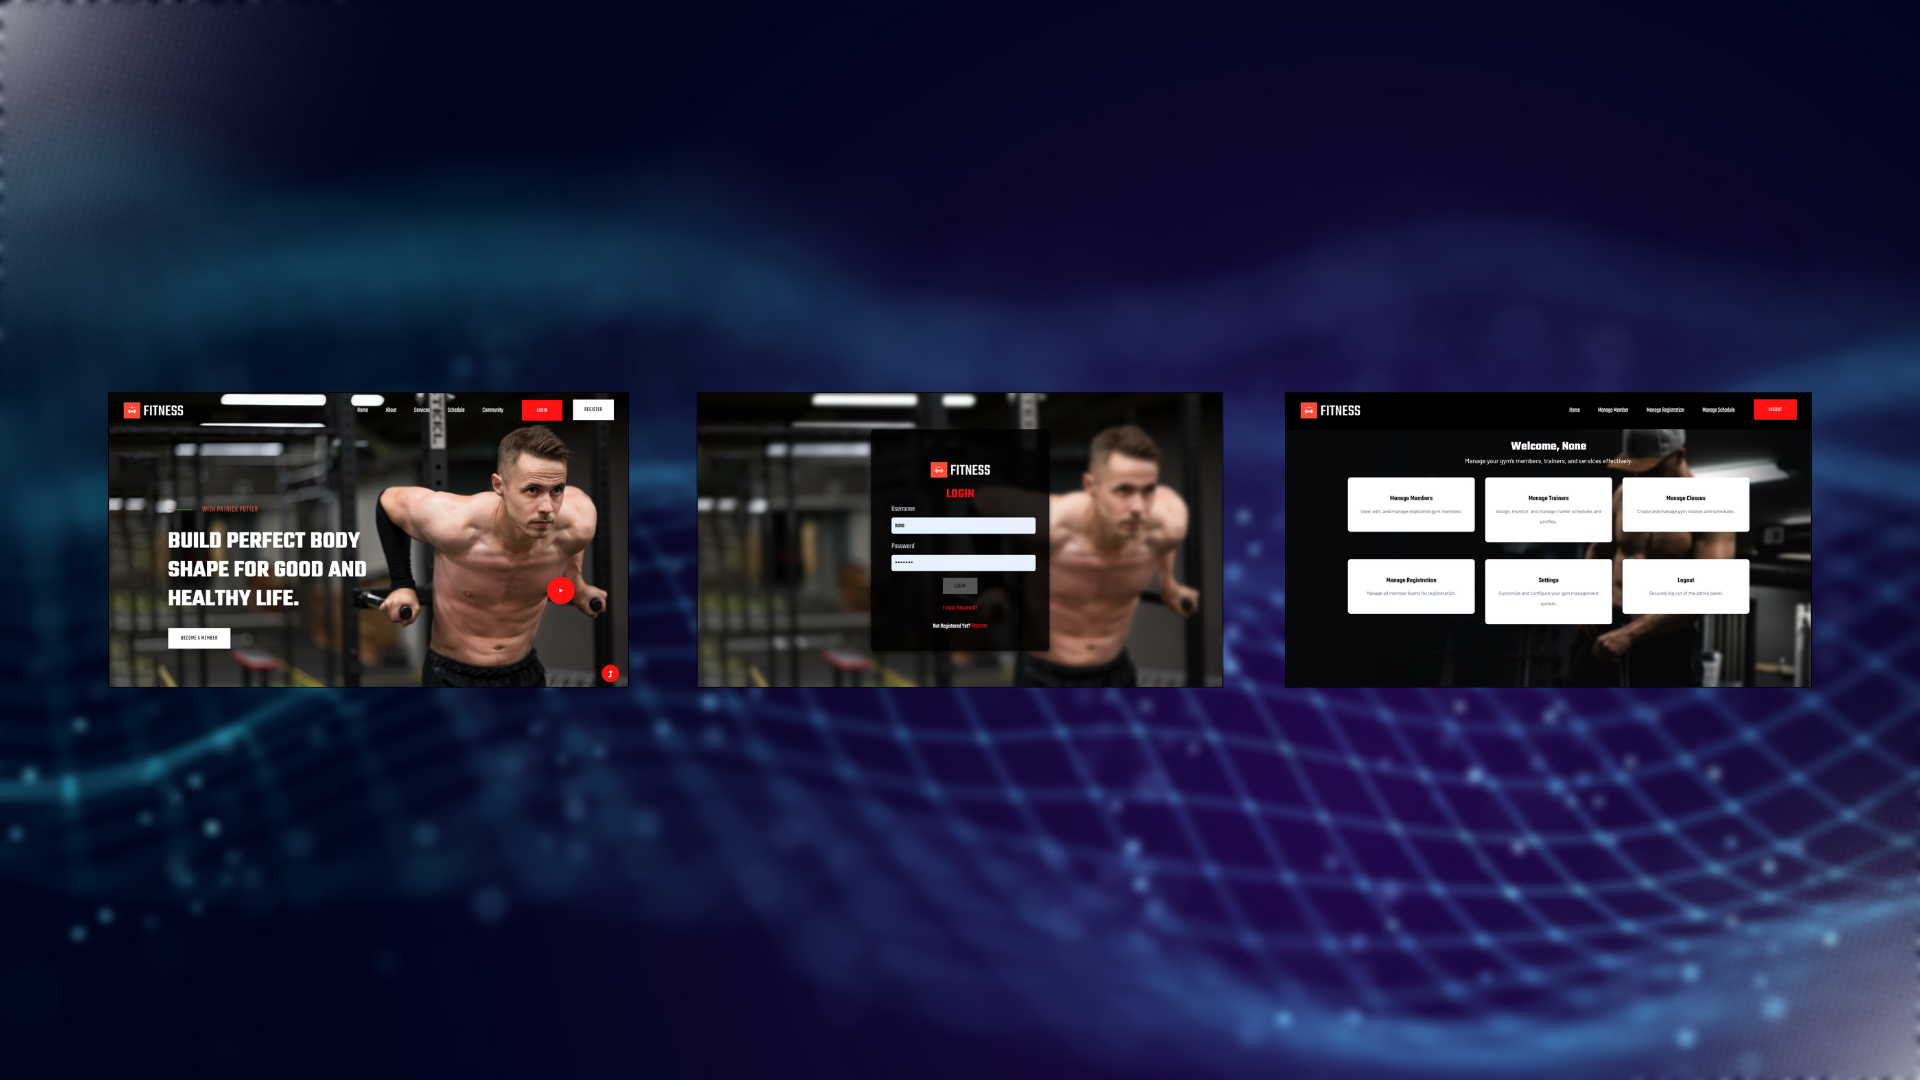 FITNESS
Home About Services Schedule Community LOGIN REGISTER
WITH PATRICK POTTER
BUILD PERFECT BODY
SHAPE FOR GOOD AND
HEALTHY LIFE.
BECOME A MEMBER
FITNESS
LOGIN
Username
nono
Password
LOGIN
Forgot Password?
Not Registered Yet? Register
FITNESS
Home Manage Member Manage Registration Manage Schedule LOGOUT
Welcome, None
Manage your gym's members, trainers, and services effectively.
Manage Members
View, edit, and manage registered gym members.
Manage Trainers
Assign, monitor, and manage trainer schedules and
profiles.
Manage Classes
Create and manage gym classes and schedules.
Manage Registration
Manage all member foams for registeration.
Settings
Customize and configure your gym management
system.
Logout
Securely log out of the admin panel.